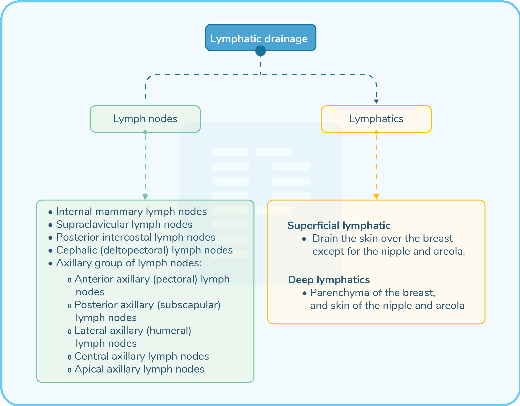 Lymphatic drainage
Lymph nodes
Lymphatics
• Internal mammary lymph nodes
• Supraclavicular lymph nodes
• Posterior intercostal lymph nodes
• Cephalic (deltopectoral) lymph nodes
• Axillary group of lymph nodes:
o Anterior axillary (pectoral) lymph
nodes
o Posterior axillary (subscapular)
lymph nodes
o Lateral axillary (humeral)
lymph nodes
o Central axillary lymph nodes
o Apical axillary lymph nodes
Superficial lymphatic
• Drain the skin over the breast
except for the nipple and areola.
Deep lymphatics
• Parenchyma of the breast,
and skin of the nipple and areola